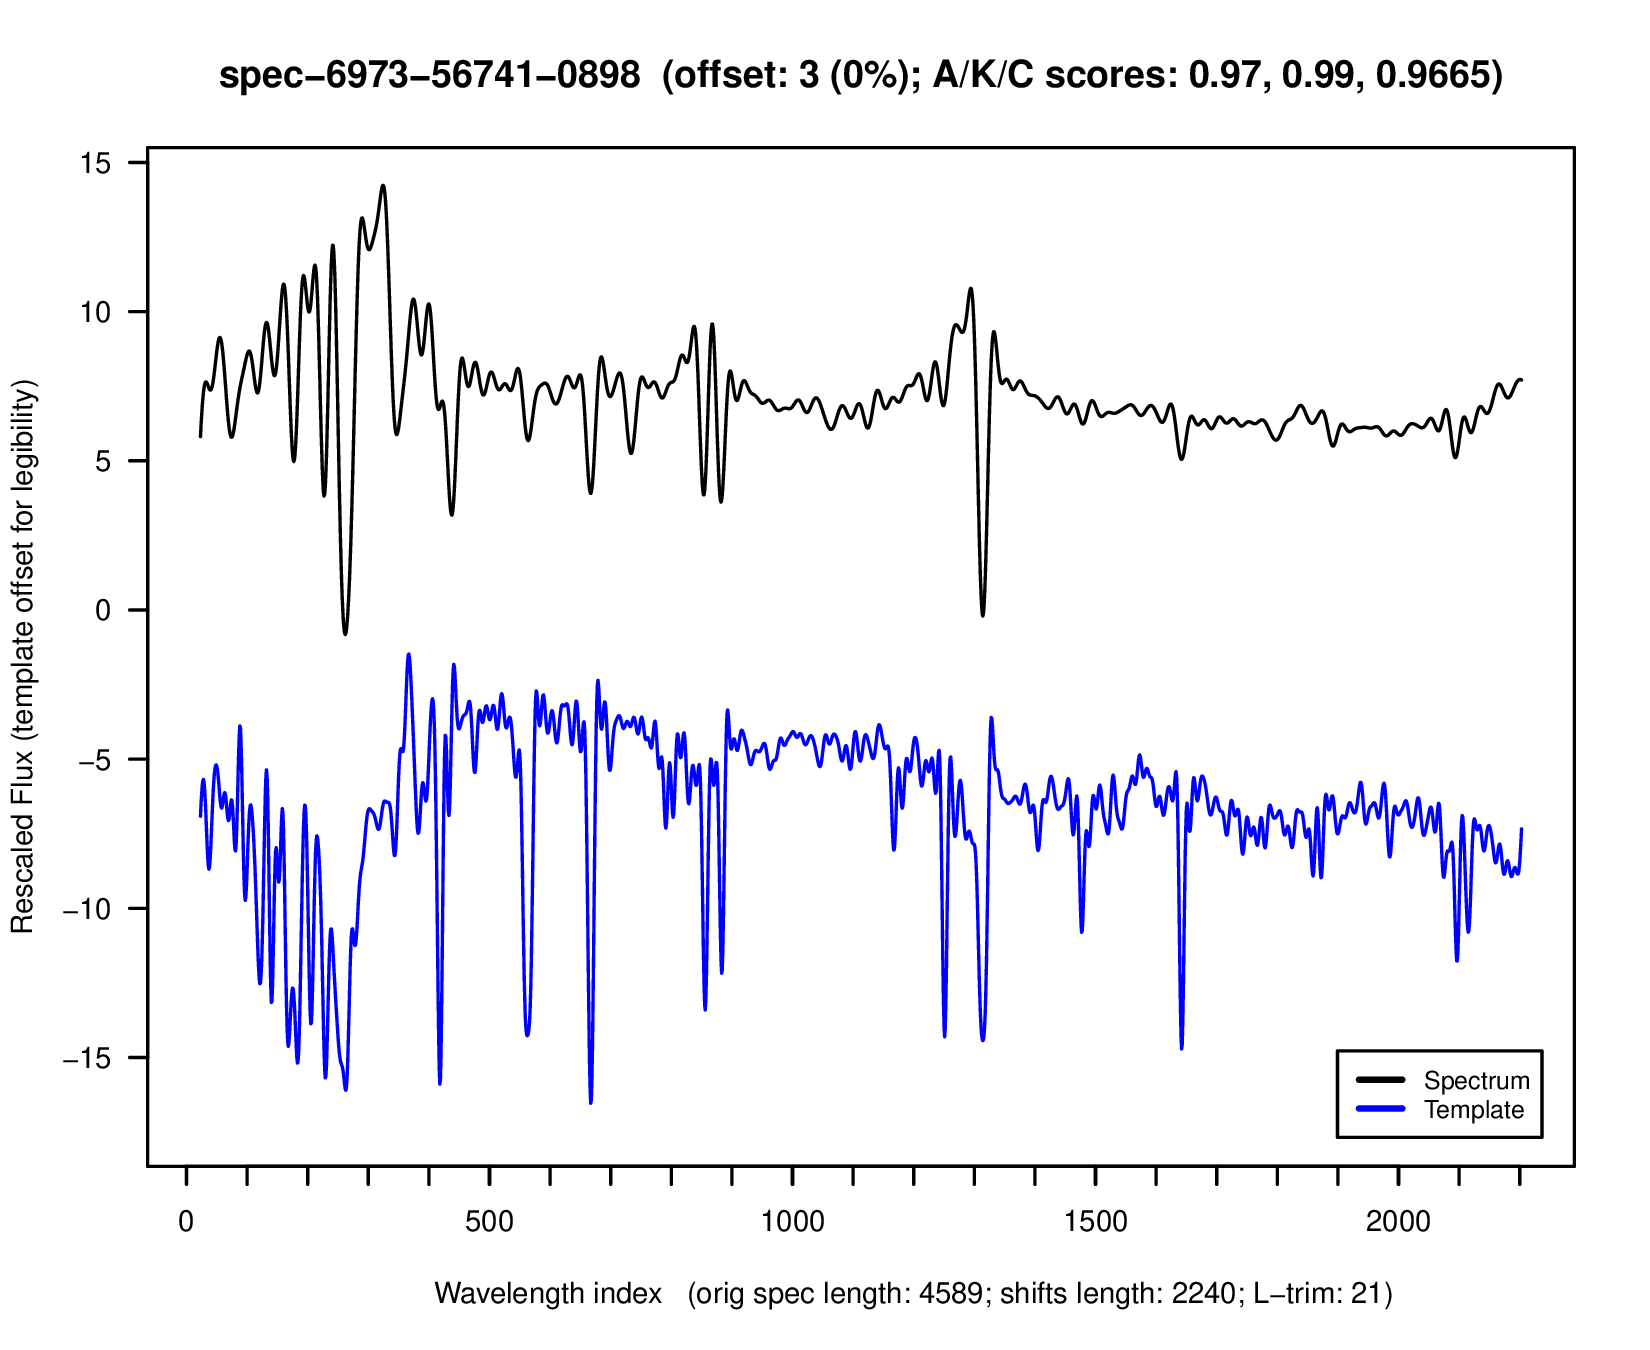 spec−6973−56741−0898 (offset: 3 (0%); A/K/C scores: 0.97, 0.99, 0.9665)
15
10
5
0
−5
−10
−15
Rescaled Flux (template offset for legibility)
Spectrum
Template
0 500 1000 1500 2000
Wavelength index (orig spec length: 4589; shifts length: 2240; L−trim: 21)